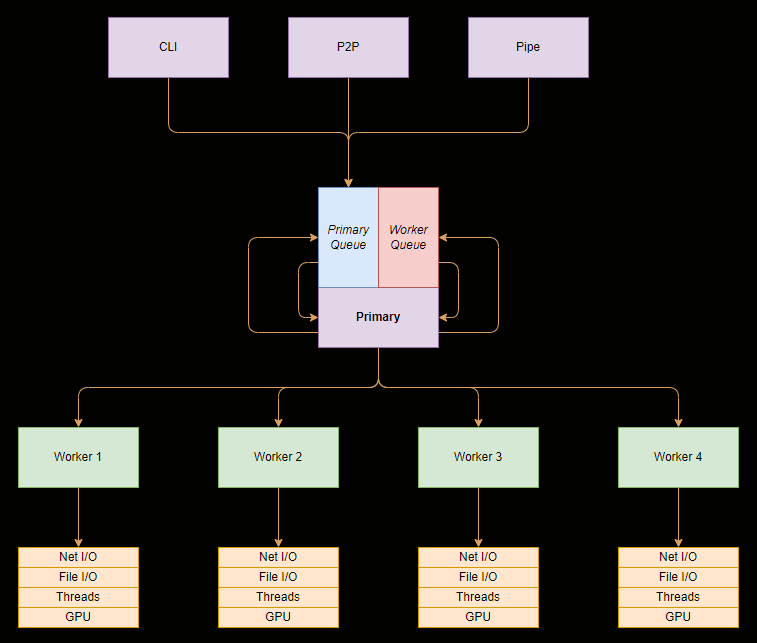 CLI
P2P
Pipe
Primary
Queue
Worker
Queue
Primary
Worker 1
Worker 2
Worker 3
Worker 4
Net I/O
File I/O
Threads
GPU
Net I/O
File I/O
Threads
GPU
Net I/O
File I/O
Threads
GPU
Net I/O
File I/O
Threads
GPU